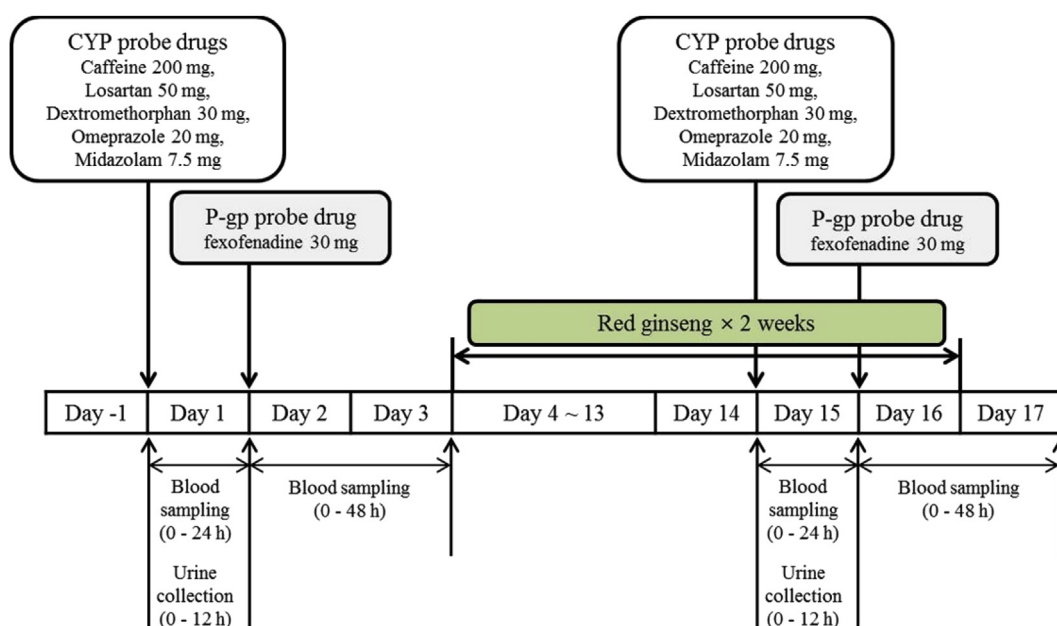 CYP probe drugs
Caffeine 200 mg,
Losartan 50 mg,
Dextromethorphan 30 mg,
Omeprazole 20 mg,
Midazolam 7.5 mg
CYP probe drugs
Caffeine 200 mg,
Losartan 50 mg,
Dextromethorphan 30 mg,
Omeprazole 20 mg,
Midazolam 7.5 mg
P-gp probe drug
fexofenadine 30 mg
P-gp probe drug
fexofenadine 30 mg
Red ginseng × 2 weeks
Day -1 Day 1 Day 2 Day 3 Day 4 ~ 13 Day 14 Day 15 Day 16 Day 17
Blood
sampling
(0 - 24 h)
Blood sampling
(0 - 48 h)
Blood
sampling
(0 - 24 h)
Blood sampling
(0 - 48 h)
Urine
collection
(0 - 12 h)
Urine
collection
(0 - 12 h)